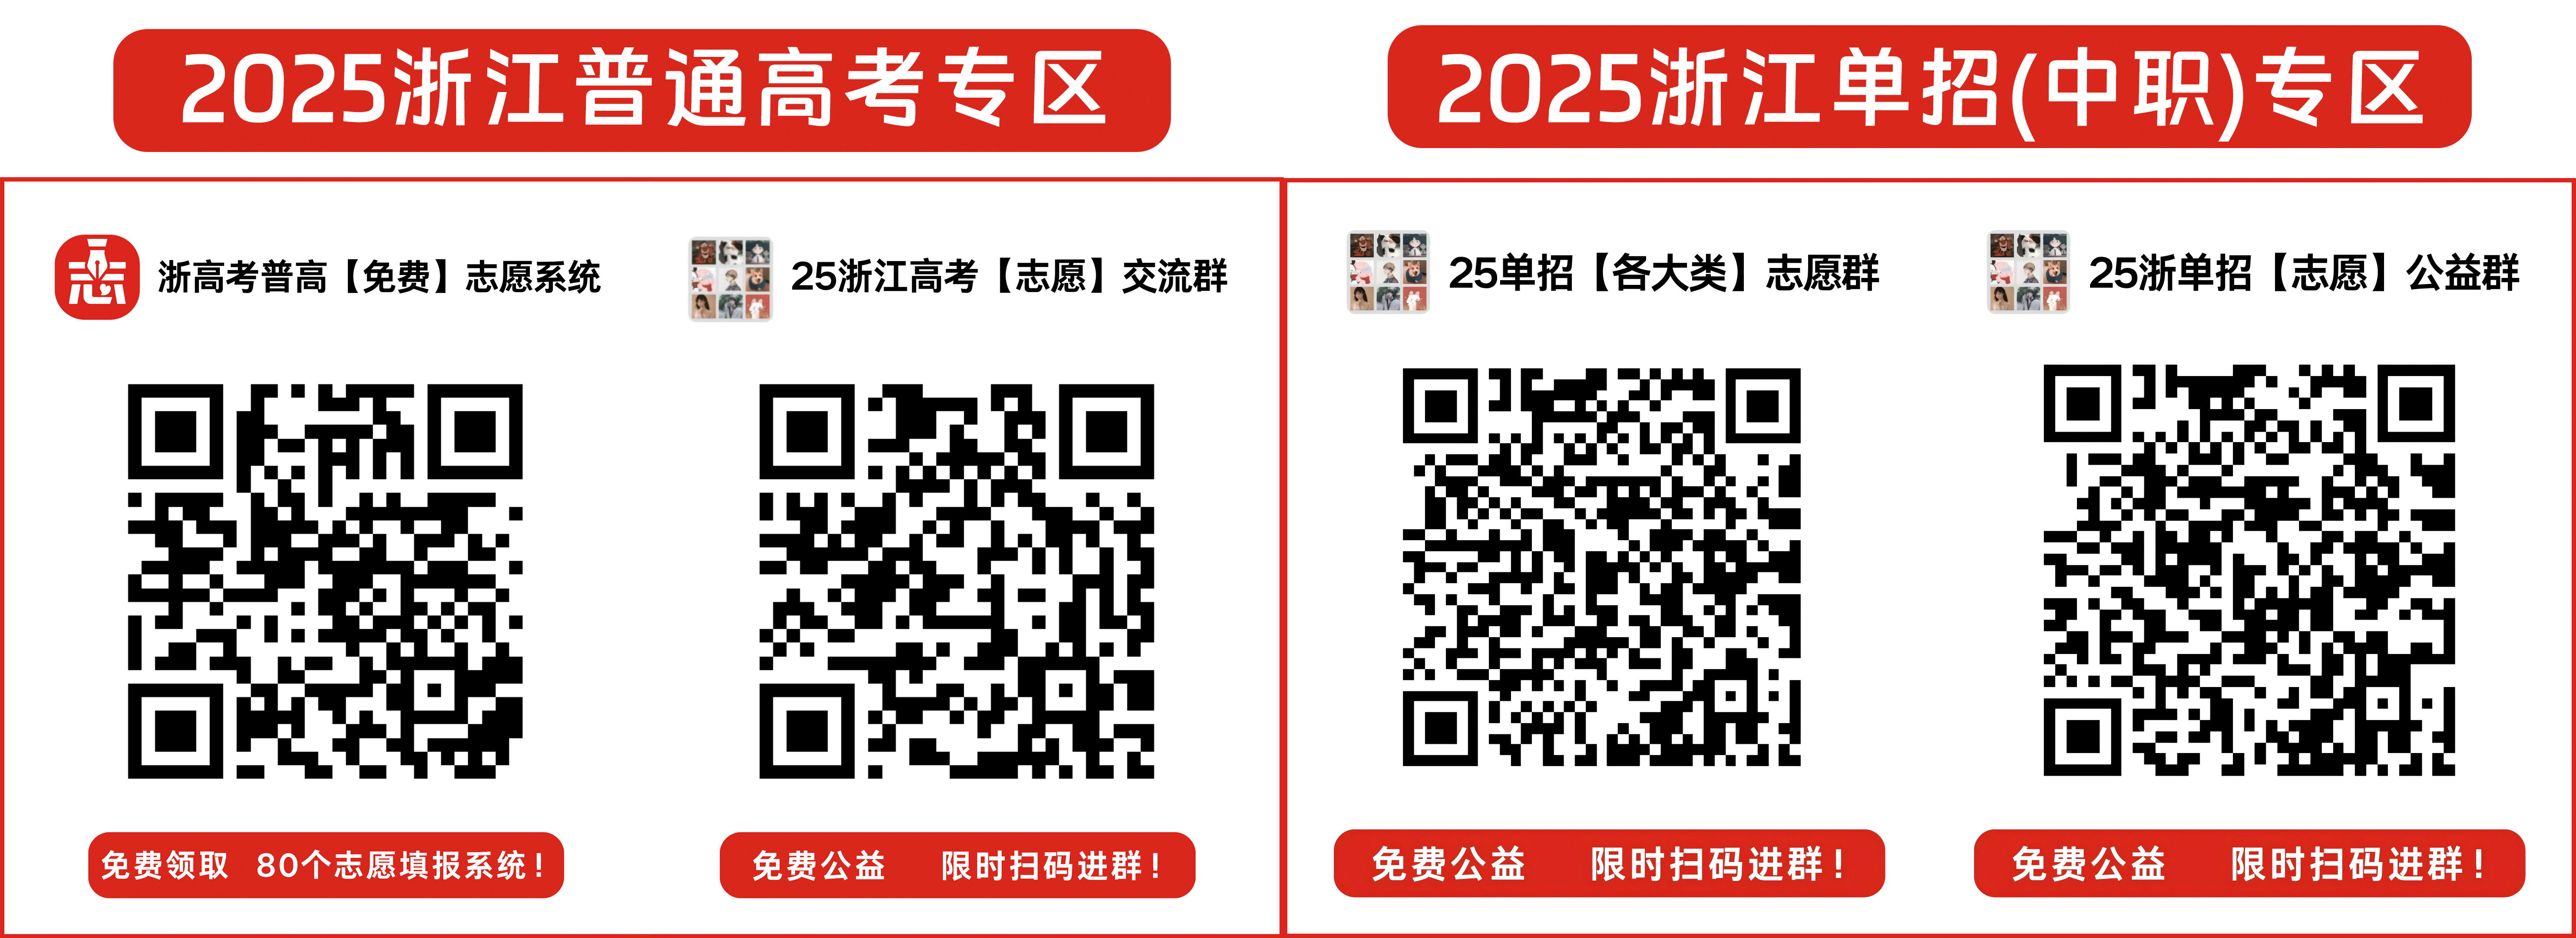 2025浙江普通高考专区
2025浙江单招(中职)专区
志
浙高考普高【免费】志愿系统
25浙江高考【志愿】交流群
25单招【各大类】志愿群
25浙单招【志愿】公益群
免费领取 80个志愿填报系统!
免费公益 限时扫码进群!
免费公益 限时扫码进群!
免费公益 限时扫码进群!